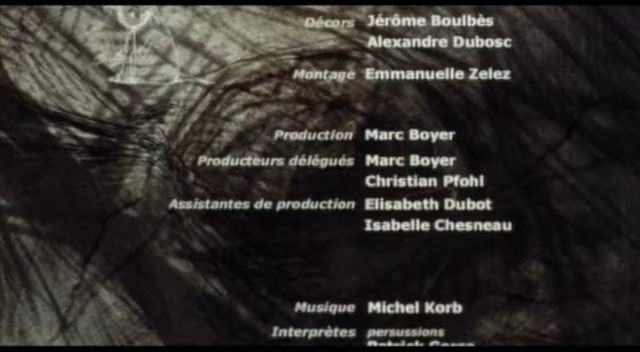 Décors Jérôme Boulbès
Alexandre Dubosc
Montage Emmanuelle Zelez
Production Marc Boyer
Producteurs délégués Marc Boyer
Christian Pfohl
Assistantes de production Elisabeth Dubot
Isabelle Chesneau
Musique Michel Korb
Interprètes persussions
Patrick